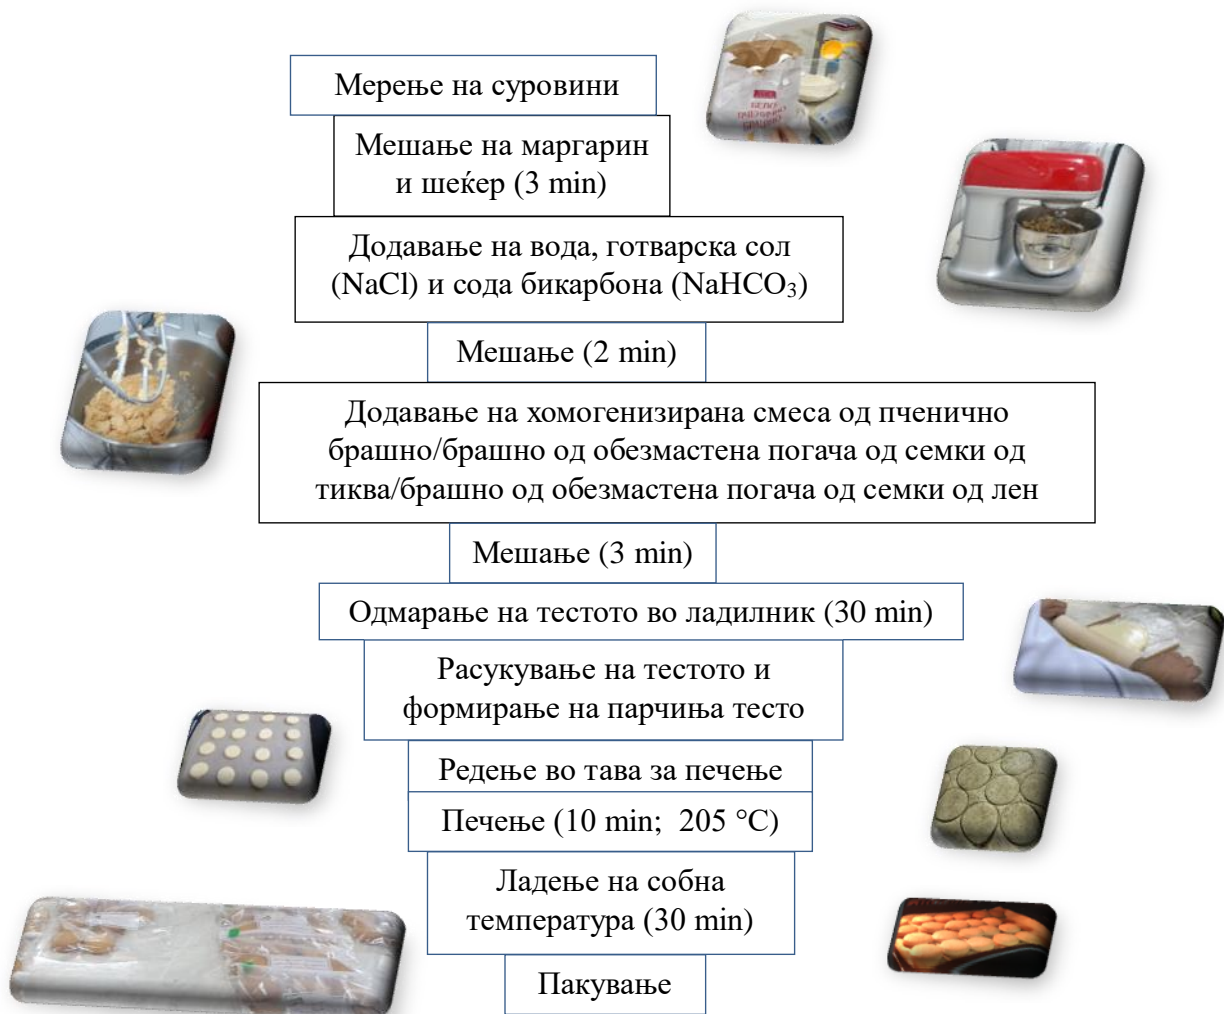 Мерење на суровини
Мешање на маргарин
и шеќер (3 min)
Додавање на вода, готварска сол
(NaCl) и сода бикарбона (NaHCO₃)
Мешање (2 min)
Додавање на хомогенизирана смеса од пченично
брашно/брашно од обезмастена погача од семки од
тиква/брашно од обезмастена погача од семки од лен
Мешање (3 min)
Одмарање на тестото во ладилник (30 min)
Расукување на тестото и
формирање на парчиња тесто
Редење во тава за печење
Печење (10 min; 205 °C)
Ладење на собна
температура (30 min)
Пакување